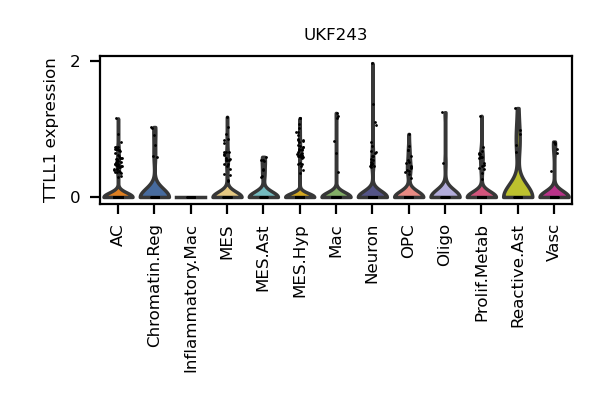 UKF243
TTLL1 expression
2
0
AC
Chromatin.Reg
Inflammatory.Mac
MES
MES.Ast
MES.Hyp
Mac
Neuron
OPC
Oligo
Prolif.Metab
Reactive.Ast
Vasc